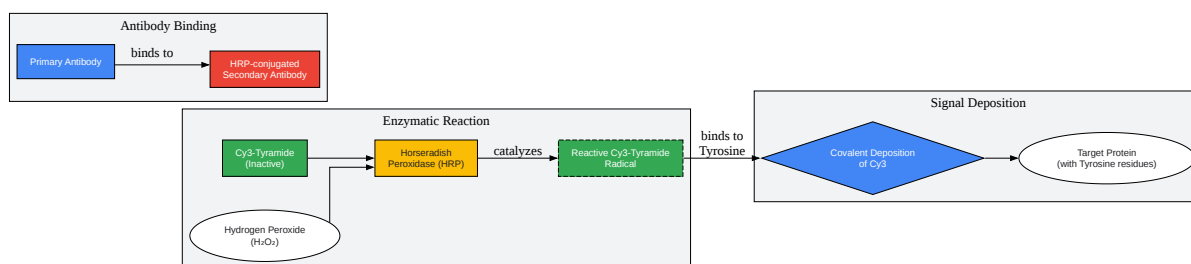 Antibody Binding
Primary Antibody
binds to
HRP-conjugated
Secondary Antibody
Enzymatic Reaction
Cy3-Tyramide
(Inactive)
Horseradish
Peroxidase (HRP)
catalyzes
Reactive Cy3-Tyramide
Radical
Hydrogen Peroxide
(H₂O₂)
binds to
Tyrosine
Signal Deposition
Covalent Deposition
of Cy3
Target Protein
(with Tyrosine residues)